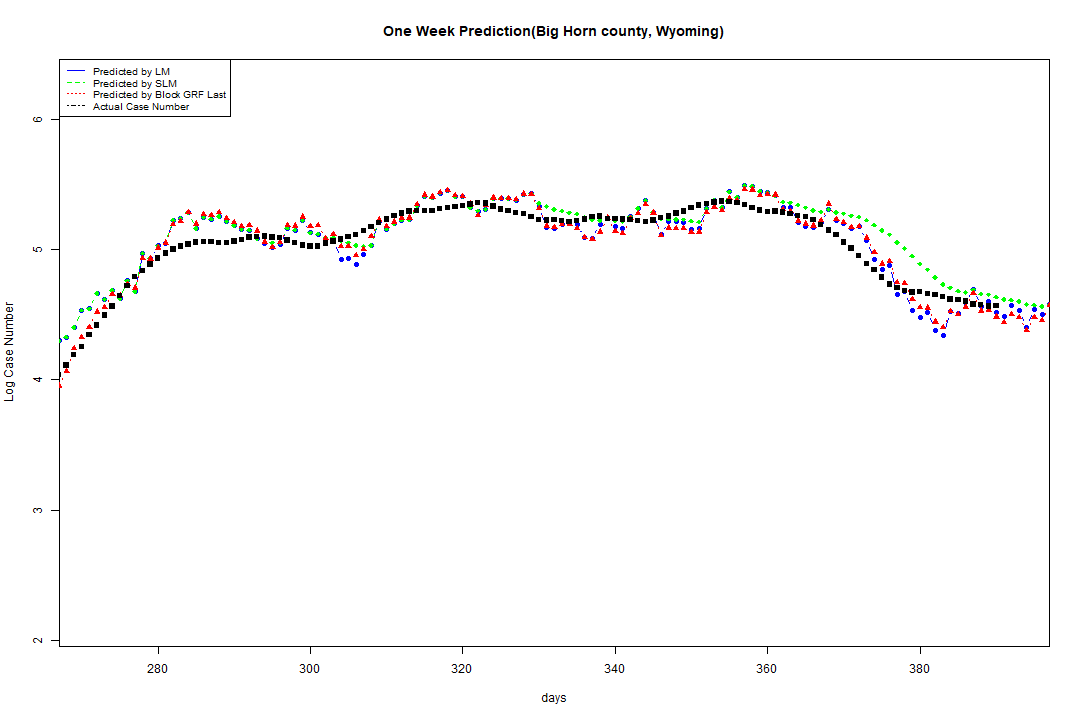 One Week Prediction(Big Horn county, Wyoming)
Predicted by LM
Predicted by SLM
Predicted by Block GRF Last
Actual Case Number
6
5
4
3
2
Log Case Number
280 300 320 340 360 380
days